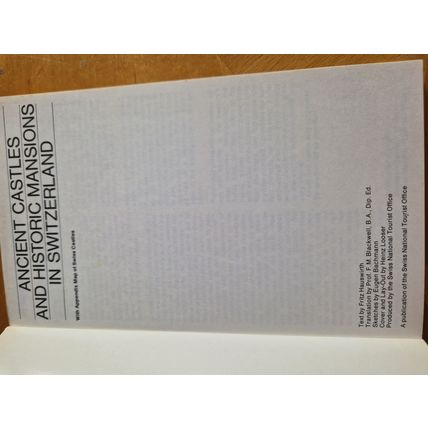 ANCIENT CASTLES
AND HISTORIC MANSIONS
IN SWITZERLAND
With Appendix Map of Swiss Castles
Text by Fritz Hauswirth
Translation by Prof. F. M. Blackwell, B.A., Dip. Ed.
Sketches by Eugen Bachmann
Cover and Lay-Out by Heinz Looser
Produced by the Swiss National Tourist Office
A publication of the Swiss National Tourist Office